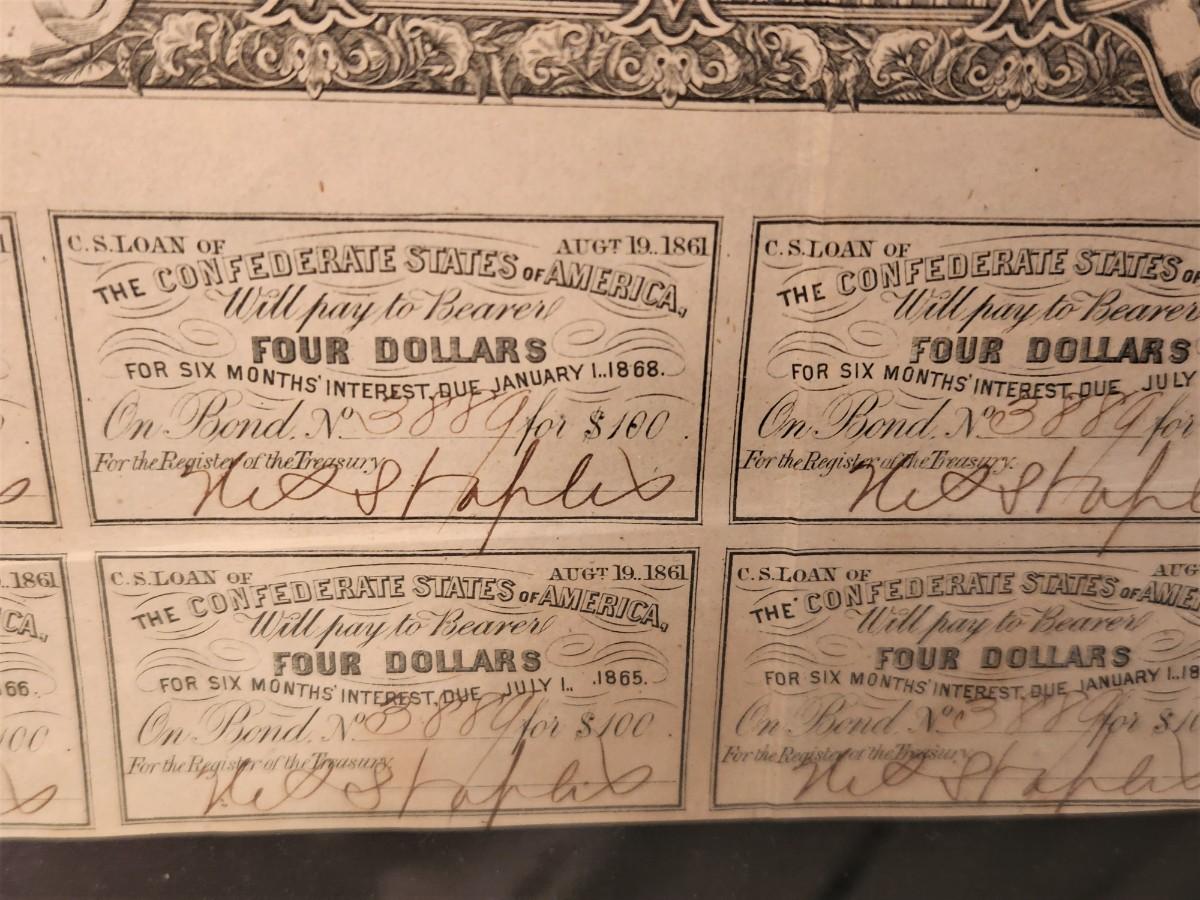 1
C.S. LOAN OF AUGT 19..1861
THE CONFEDERATE STATES OF AMERICA,
Will pay to Bearer
FOUR DOLLARS
FOR SIX MONTHS' INTEREST, DUE JANUARY 1..1868.
On Bond, No. 3889 for $100.
For the Register of the Treasury
C.S. LOAN OF
THE CONFEDERATE STATES OF
Will pay to Bearer
FOUR DOLLARS
FOR SIX MONTHS' INTEREST, DUE JULY
On Bond, No. 3889 for
For the Register of the Treasury.
..1861
CA.,
66.
100
C.S. LOAN OF AUGT 19..1861
THE CONFEDERATE STATES OF AMERICA,
Will pay to Bearer
FOUR DOLLARS
FOR SIX MONTHS' INTEREST, DUE JULY 1.. .1865.
On Bond, No. 3889 for $100
For the Register of the Treasury.
C.S. LOAN OF AUG
THE CONFEDERATE STATES OF AME
Will pay to Bearer
FOUR DOLLARS
FOR SIX MONTHS' INTEREST, DUE JANUARY 1..18
On Bond, No. 3889 for $10
For the Register of the Treasury.